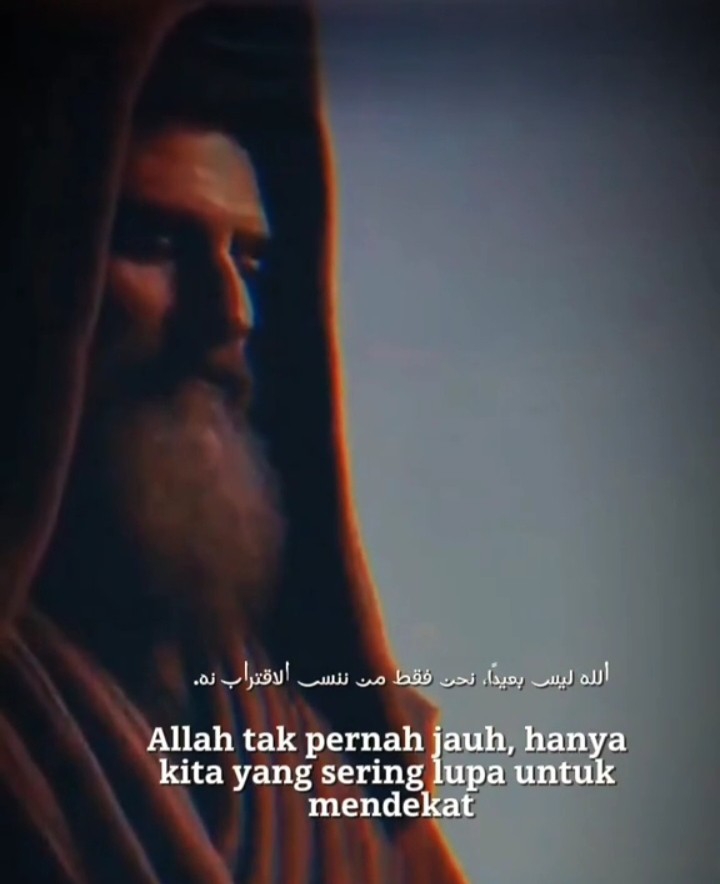 الله ليس بعيدًا، نحن فقط من ننسى الاقتراب نه.
Allah tak pernah jauh, hanya
kita yang sering lupa untuk
mendekat